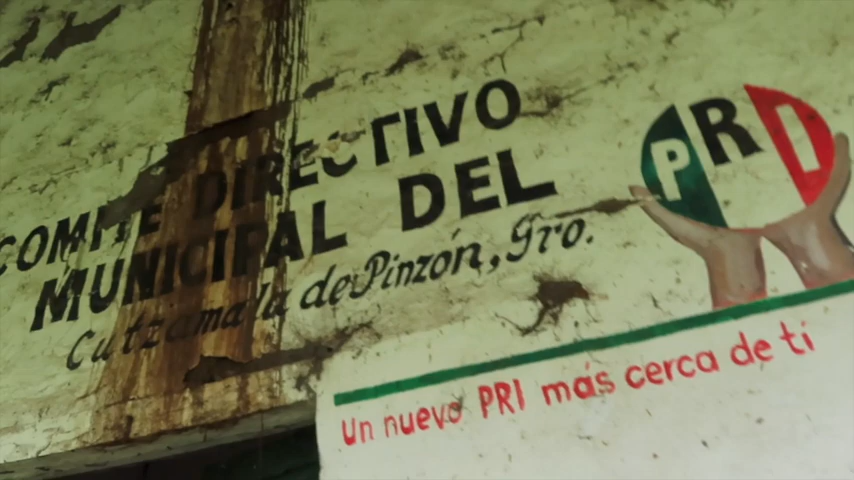 COMITE DIRECTIVO
MUNICIPAL DEL
PRI
Cutzamala de Pinzón, Gro.
Un nuevo PRI más cerca de ti